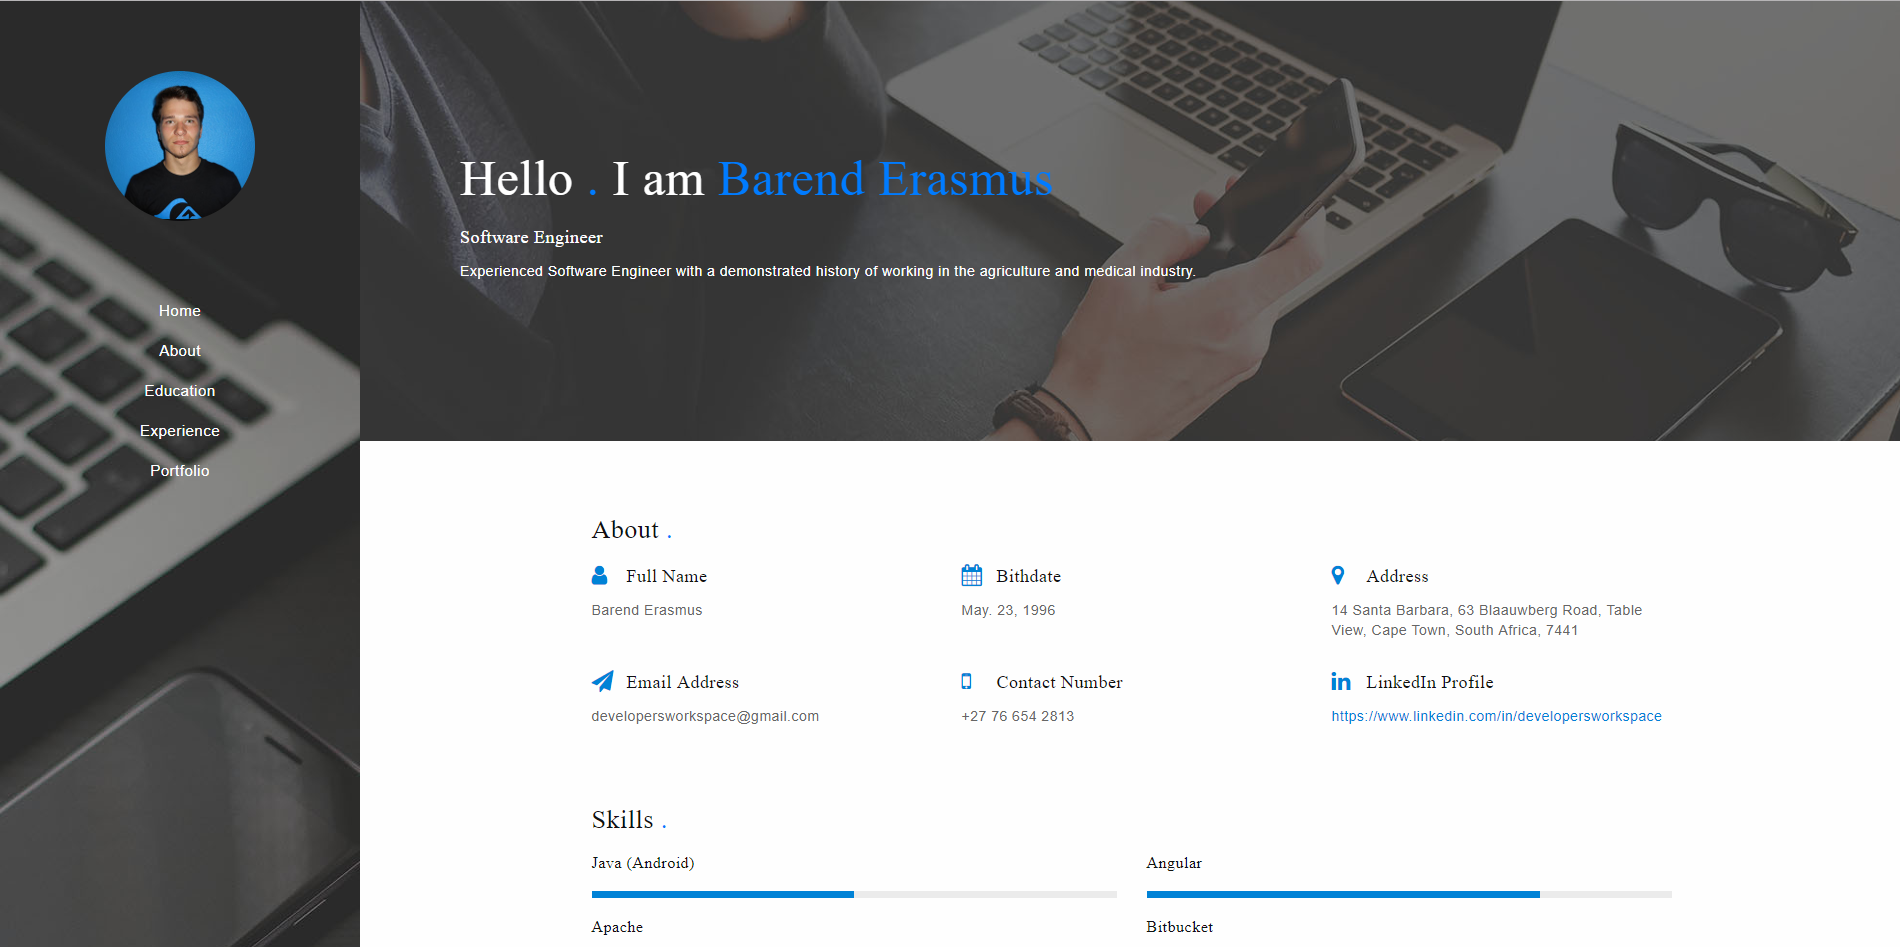 Home
About
Education
Experience
Portfolio
Hello . I am Barend Erasmus
Software Engineer
Experienced Software Engineer with a demonstrated history of working in the agriculture and medical industry.
About .
Full Name
Barend Erasmus
Bithdate
May. 23, 1996
Address
14 Santa Barbara, 63 Blaauwberg Road, Table
View, Cape Town, South Africa, 7441
Email Address
developersworkspace@gmail.com
Contact Number
+27 76 654 2813
LinkedIn Profile
https://www.linkedin.com/in/developersworkspace
Skills .
Java (Android)
Angular
Apache
Bitbucket